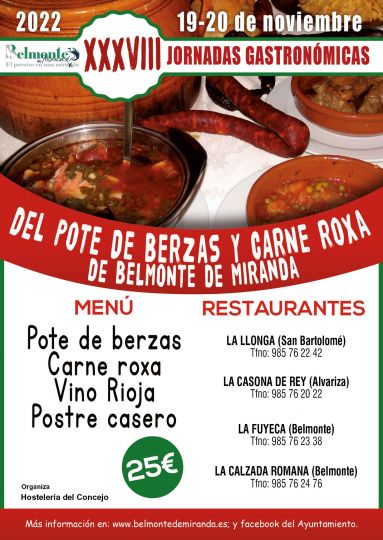 2022
19-20 de noviembre
Belmonte
de Miranda
El paraíso en una mirada
XXXVIII
JORNADAS GASTRONÓMICAS
DEL POTE DE BERZAS Y CARNE ROXA
DE BELMONTE DE MIRANDA
MENÚ
Pote de berzas
Carne roxa
Vino Rioja
Postre casero
25€
Organiza
Hostelería del Concejo
RESTAURANTES
LA LLONGA (San Bartolomé)
Tfno: 985 76 22 42
LA CASONA DE REY (Alvariza)
Tfno: 985 76 20 22
LA FUYECA (Belmonte)
Tfno: 985 76 23 38
LA CALZADA ROMANA (Belmonte)
Tfno: 985 76 24 76
Más información en: www.belmontedemiranda.es; y facebook del Ayuntamiento.